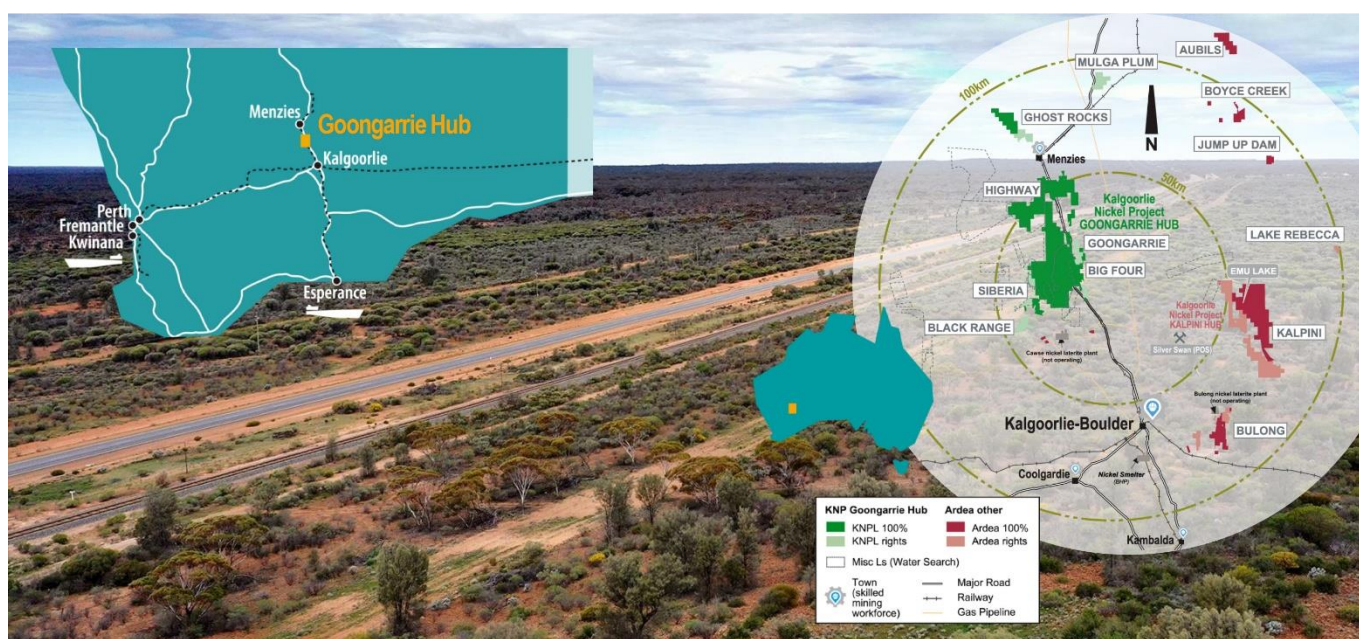 Menzies
Goongarrie Hub
Kalgoorlie
Perth
Fremantle
Kwinana
Esperance
100km
50km
AUBILS
MULGA PLUM
BOYCE CREEK
GHOST ROCKS
N
JUMP UP DAM
Menzies
HIGHWAY
Kalgoorlie
Nickel Project
GOONGARRIE HUB
LAKE REBECCA
GOONGARRIE
EMU LAKE
BIG FOUR
SIBERIA
Kalgoorlie
Nickel Project
KALPINI HUB
BLACK RANGE
KALPINI
Cawse nickel laterite plant
(not operating)
Silver Swan (POS)
Bulong nickel laterite plant
(not operating)
Kalgoorlie-Boulder
BULONG
Coolgardie
Nickel Smelter
(BHP)
Kambalda
KNP Goongarrie Hub
KNPL 100%
KNPL rights
Ardea other
Ardea 100%
Ardea rights
Misc Ls (Water Search)
Town
(skilled
mining
workforce)
Major Road
Railway
Gas Pipeline